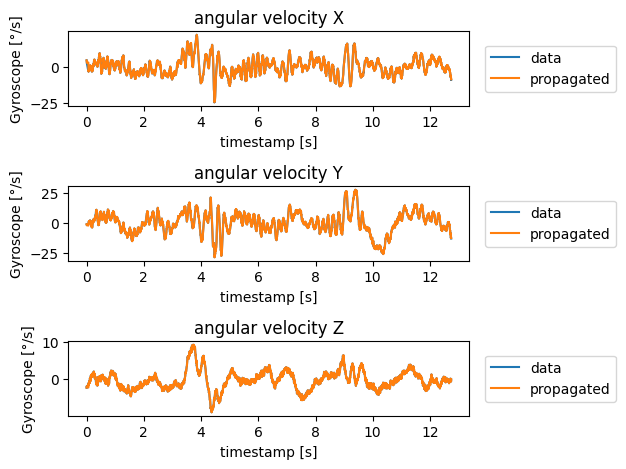 angular velocity X
Gyroscope [°/s]
0
−25
0 2 4 6 8 10 12
timestamp [s]
data
propagated
angular velocity Y
Gyroscope [°/s]
25
0
−25
0 2 4 6 8 10 12
timestamp [s]
data
propagated
angular velocity Z
Gyroscope [°/s]
10
0
0 2 4 6 8 10 12
timestamp [s]
data
propagated